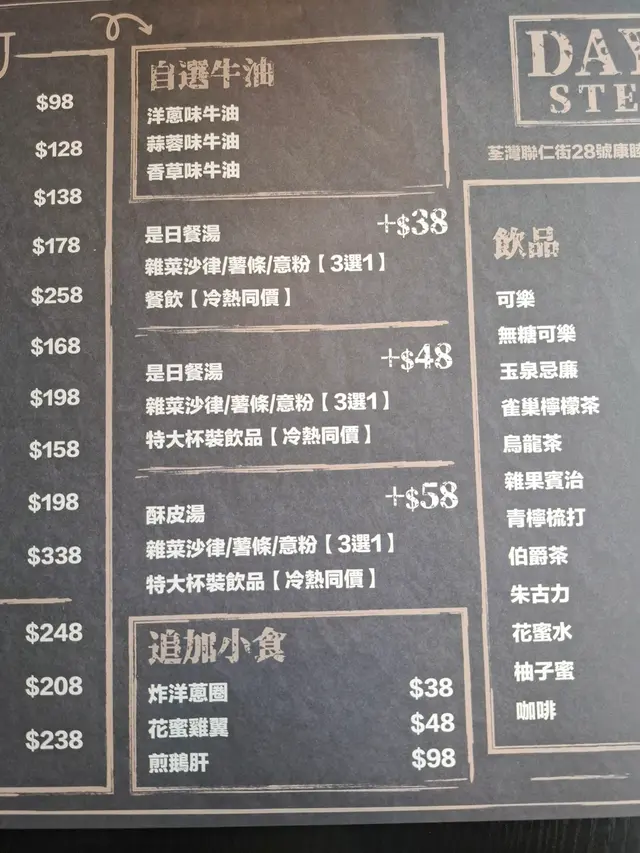 $98
$128
$138
$178
$258
$168
$198
$158
$198
$338
$248
$208
$238
自選牛油
洋蔥味牛油
蒜蓉味牛油
香草味牛油
+$38
是日餐湯
雜菜沙律/薯條/意粉【3選1】
餐飲【冷熱同價】
+$48
是日餐湯
雜菜沙律/薯條/意粉【3選1】
特大杯裝飲品【冷熱同價】
+$58
酥皮湯
雜菜沙律/薯條/意粉【3選1】
特大杯裝飲品【冷熱同價】
追加小食
炸洋蔥圈 $38
花蜜雞翼 $48
煎鵝肝 $98
DAY
STE
荃灣聯仁街28號康睦
飲品
可樂
無糖可樂
玉泉忌廉
雀巢檸檬茶
烏龍茶
雜果賓治
青檸梳打
伯爵茶
朱古力
花蜜水
柚子蜜
咖啡